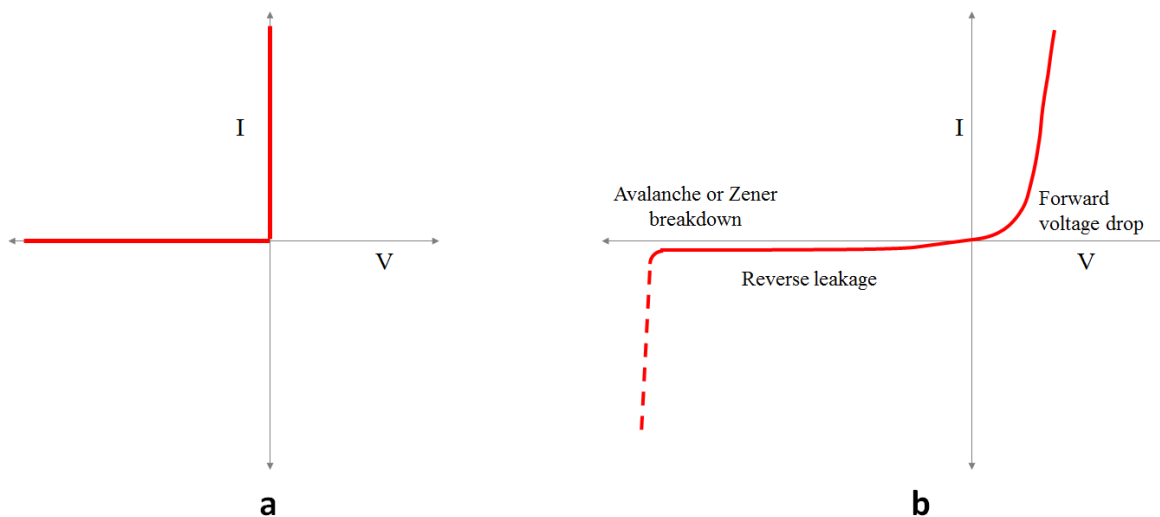 I
V
a
I
Avalanche or Zener
breakdown
Forward
voltage drop
V
Reverse leakage
b